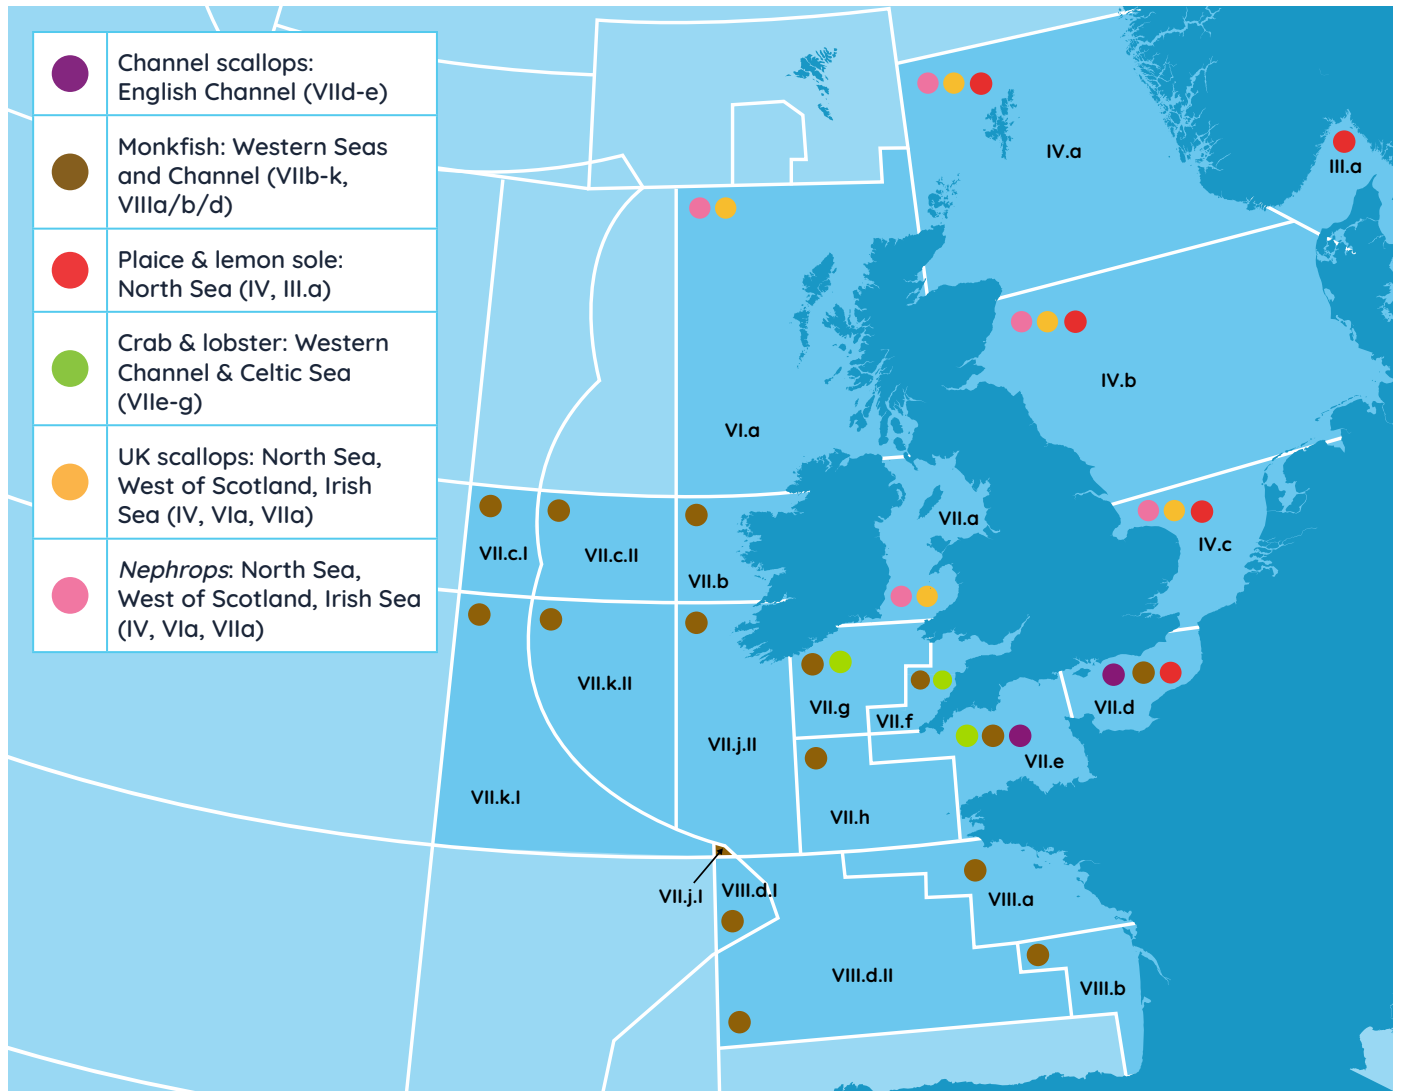 Channel scallops:
English Channel (VIId-e)
Monkfish: Western Seas
and Channel (VIIb-k,
VIIIa/b/d)
Plaice & lemon sole:
North Sea (IV, III.a)
Crab & lobster: Western
Channel & Celtic Sea
(VIIe-g)
UK scallops: North Sea,
West of Scotland, Irish
Sea (IV, VIa, VIIa)
Nephrops: North Sea,
West of Scotland, Irish Sea
(IV, VIa, VIIa)
IV.a
III.a
IV.b
VI.a
VII.a
IV.c
VII.c.I
VII.c.II
VII.b
VII.k.II
VII.g
VII.f
VII.d
VII.j.II
VII.e
VII.k.I
VII.h
VII.j.I
VIII.d.I
VIII.a
VIII.d.II
VIII.b